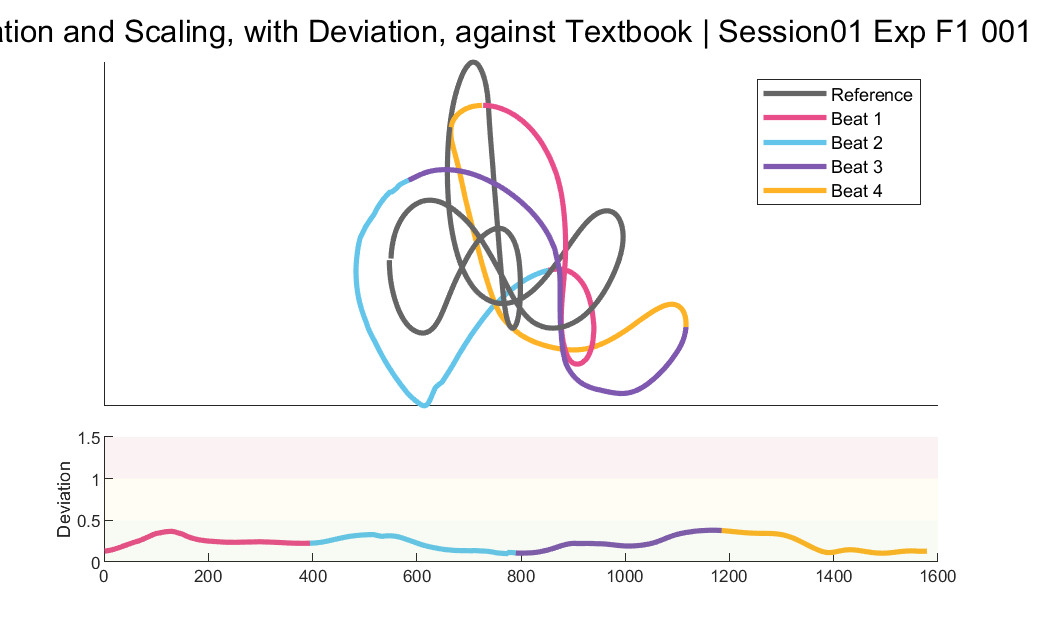 ation and Scaling, with Deviation, against Textbook | Session01 Exp F1 001
Reference
Beat 1
Beat 2
Beat 3
Beat 4
1.5
1
0.5
0
Deviation
0 200 400 600 800 1000 1200 1400 1600